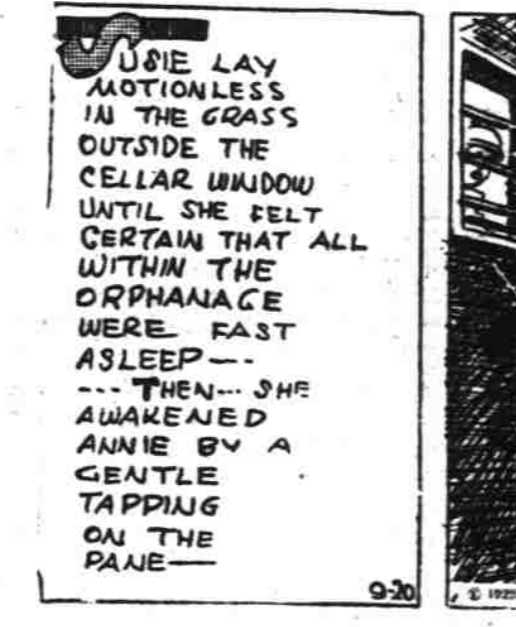 SUSIE LAY
MOTIONLESS
IN THE GRASS
OUTSIDE THE
CELLAR WINDOW
UNTIL SHE FELT
CERTAIN THAT ALL
WITHIN THE
ORPHANAGE
WERE FAST
ASLEEP--
--- THEN--- SHE
AWAKENED
ANNIE BY A
GENTLE
TAPPING
ON THE
PANE—
9-20
©